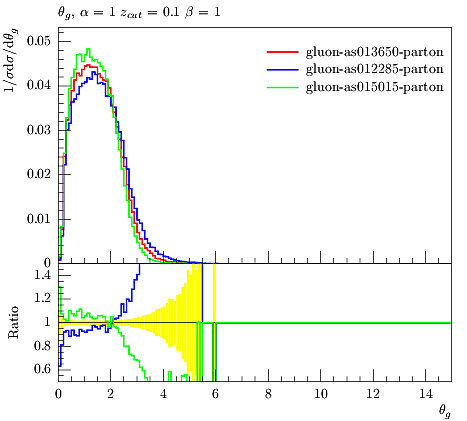 θg, α = 1 zcut = 0.1 β = 1
1/σdσ/dθg
0.05
0.04
0.03
0.02
0.01
0
gluon-as013650-parton
gluon-as012285-parton
gluon-as015015-parton
Ratio
1.4
1.2
1
0.8
0.6
0 2 4 6 8 10 12 14
θg